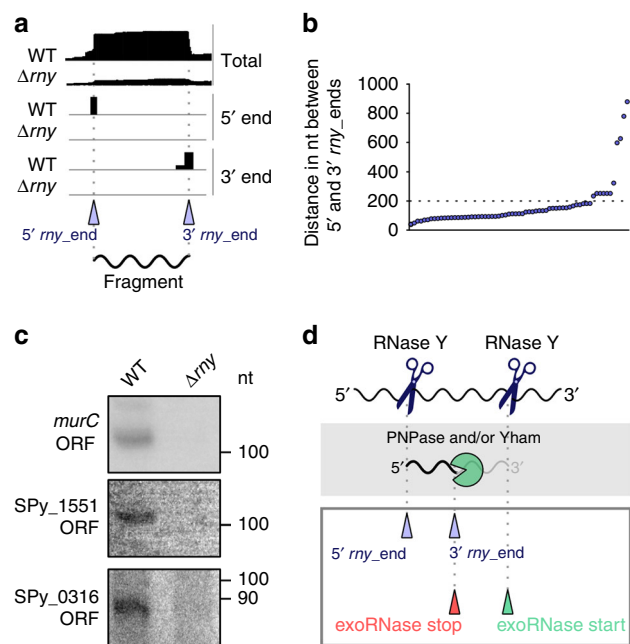 a
WT
Δrny
Total
WT
Δrny
5′ end
WT
Δrny
3′ end
5′ rny_end
3′ rny_end
Fragment
b
Distance in nt between
5′ and 3′ rny_ends
1000
800
600
400
200
0
c
WT
Δrny
nt
murC
ORF
100
SPy_1551
ORF
100
SPy_0316
ORF
100
90
d
RNase Y
RNase Y
5′
3′
PNPase and/or Yham
5′
3′
5′ rny_end
3′ rny_end
exoRNase stop
exoRNase start